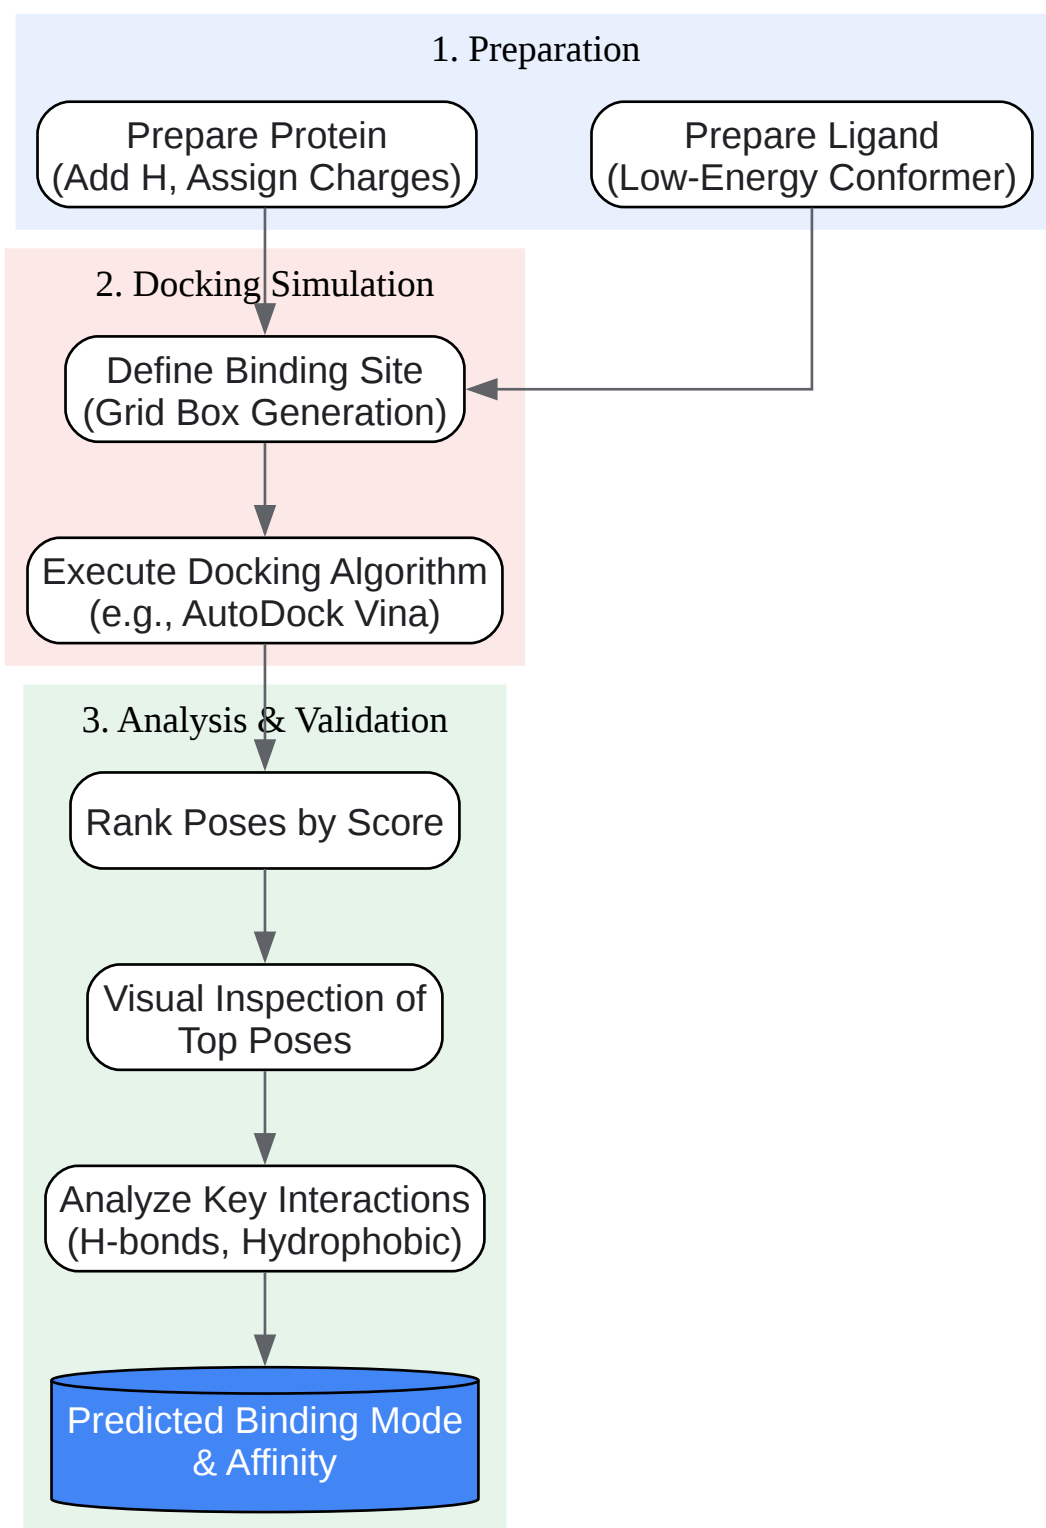 1. Preparation
Prepare Protein
(Add H, Assign Charges)
Prepare Ligand
(Low-Energy Conformer)
2. Docking Simulation
Define Binding Site
(Grid Box Generation)
Execute Docking Algorithm
(e.g., AutoDock Vina)
3. Analysis & Validation
Rank Poses by Score
Visual Inspection of
Top Poses
Analyze Key Interactions
(H-bonds, Hydrophobic)
Predicted Binding Mode
& Affinity